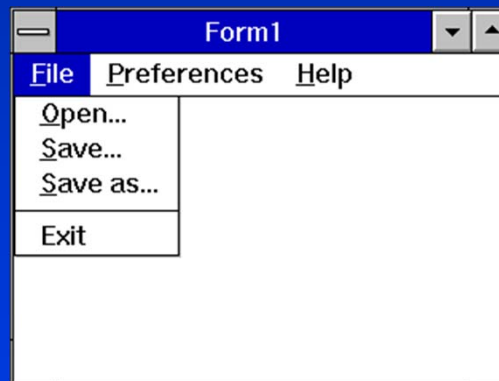 Form1
File Preferences Help
Open...
Save...
Save as...
Exit